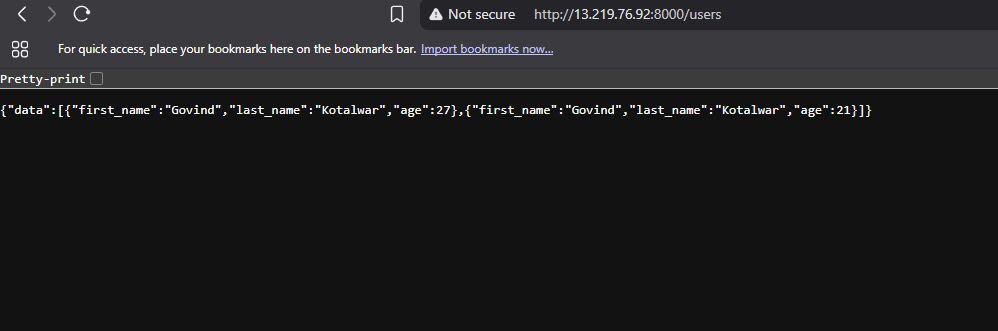 Not secure http://13.219.76.92:8000/users
For quick access, place your bookmarks here on the bookmarks bar. Import bookmarks now...
Pretty-print
{"data":[{"first_name":"Govind","last_name":"Kotalwar","age":27},{"first_name":"Govind","last_name":"Kotalwar","age":21}]}